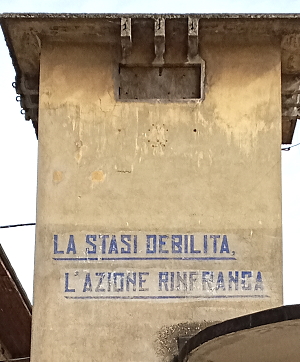 LA STASI DEBILITA,
L'AZIONE RINFRANCA